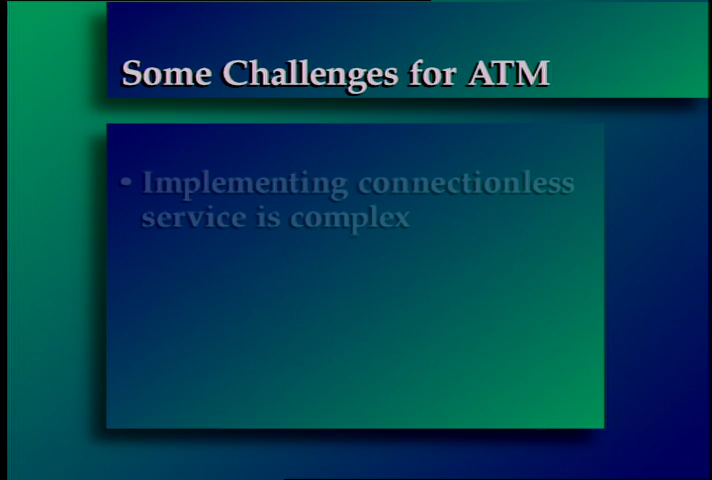 Some Challenges for ATM
• Implementing connectionless
service is complex